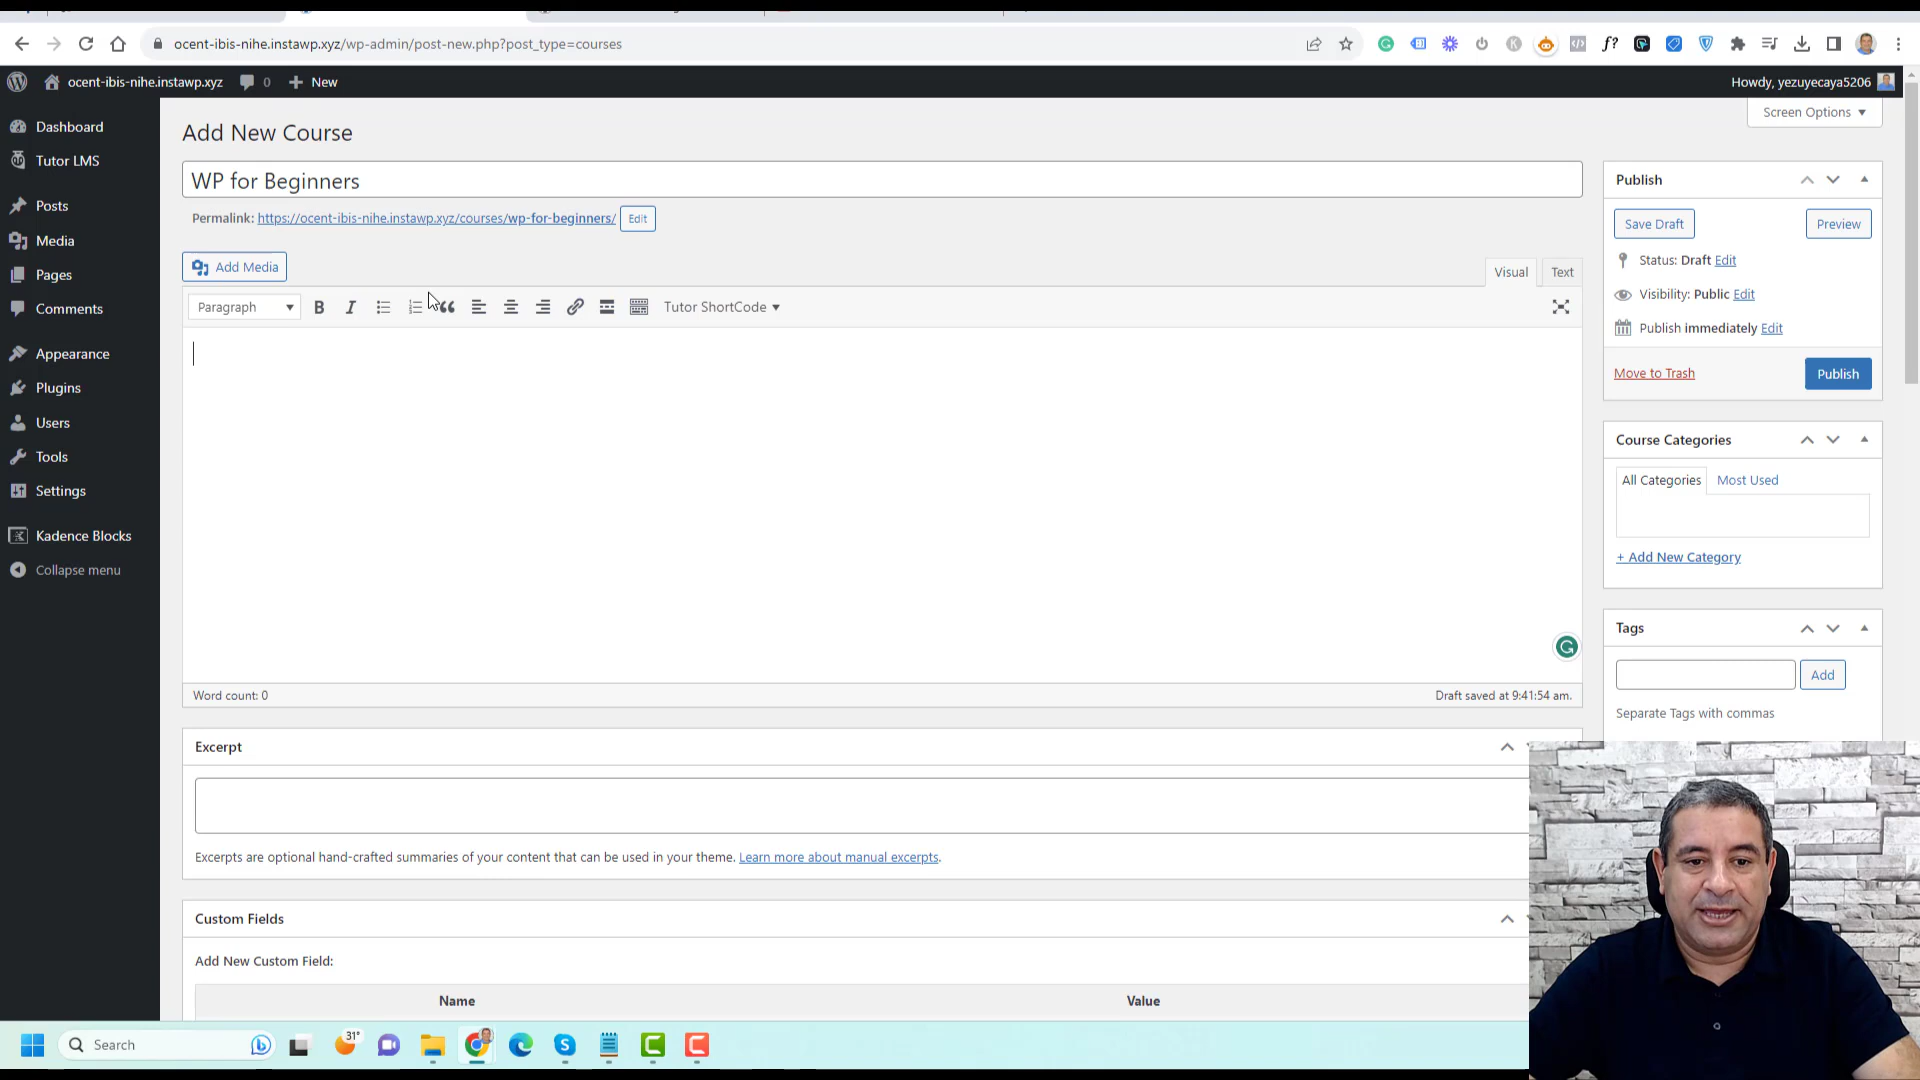 ocent-ibis-nihe.instawp.xyz/wp-admin/post-new.php?post_type=courses
f?
ocent-ibis-nihe.instawp.xyz
0
New
Howdy, yezuyecaya5206
Screen Options
Dashboard
Tutor LMS
Posts
Media
Pages
Comments
Appearance
Plugins
Users
Tools
Settings
Kadence Blocks
Collapse menu
Add New Course
WP for Beginners
Permalink: https://ocent-ibis-nihe.instawp.xyz/courses/wp-for-beginners/ Edit
Add Media
Visual Text
Paragraph B I Tutor ShortCode
Word count: 0
Draft saved at 9:41:54 am.
Excerpt
Excerpts are optional hand-crafted summaries of your content that can be used in your theme. Learn more about manual excerpts.
Custom Fields
Add New Custom Field:
Name Value
Publish
Save Draft Preview
Status: Draft Edit
Visibility: Public Edit
Publish immediately Edit
Move to Trash Publish
Course Categories
All Categories Most Used
+ Add New Category
Tags
Add
Separate Tags with commas
Search
31°